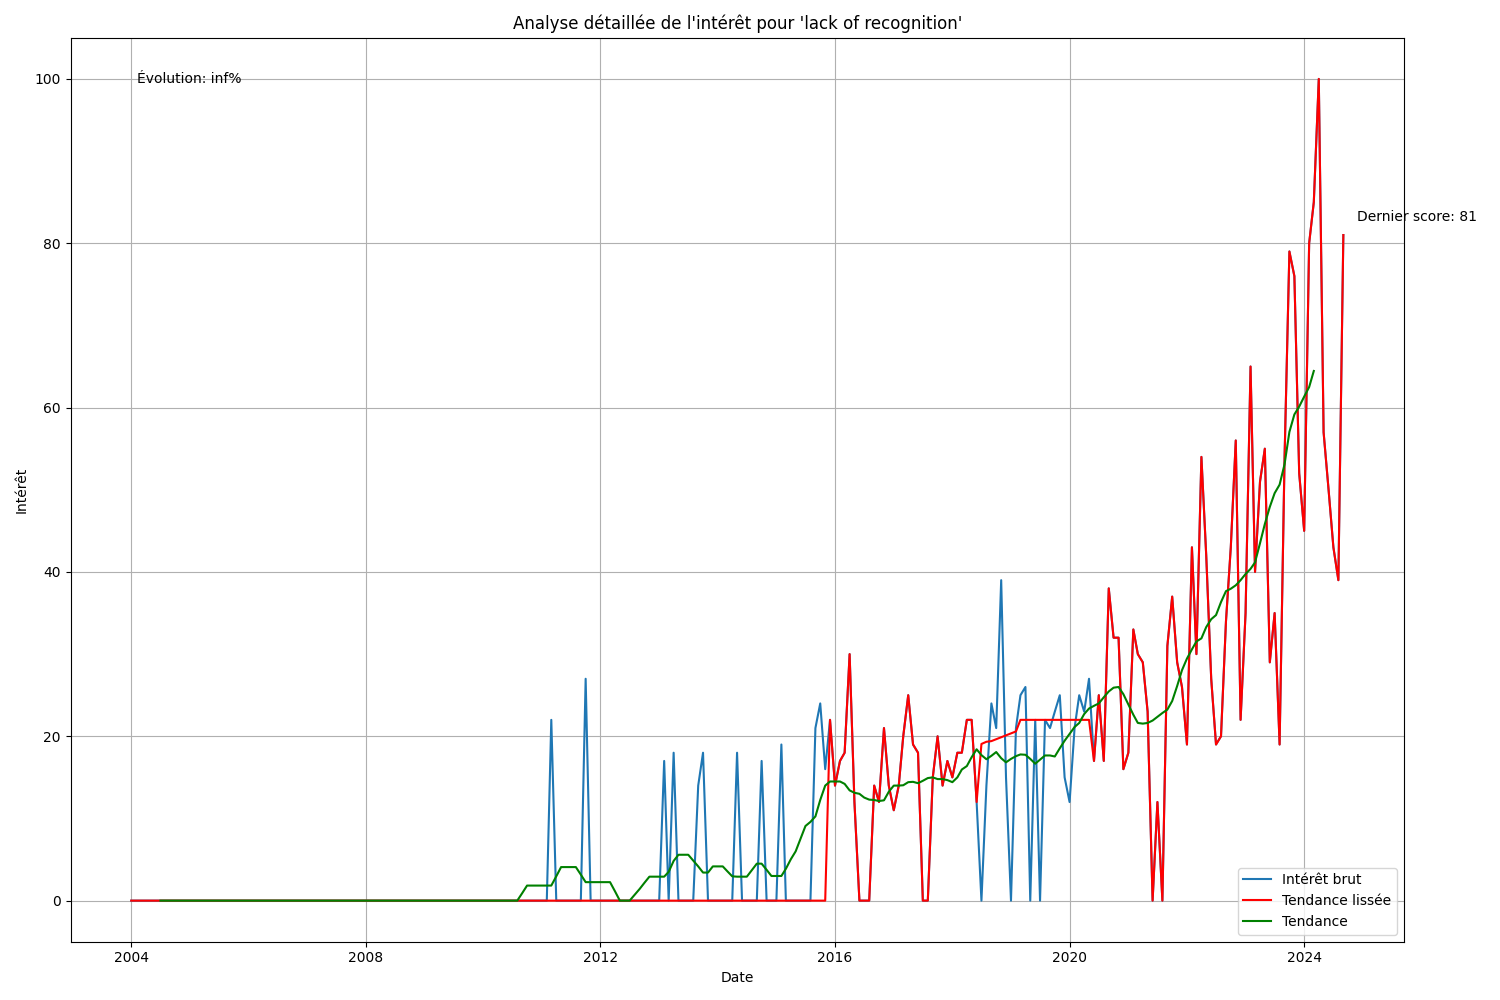 Analyse détaillée de l'intérêt pour 'lack of recognition'
Évolution: inf%
Dernier score: 81
100
80
60
40
20
0
Intérêt
2004
2008
2012
2016
2020
2024
Date
Intérêt brut
Tendance lissée
Tendance